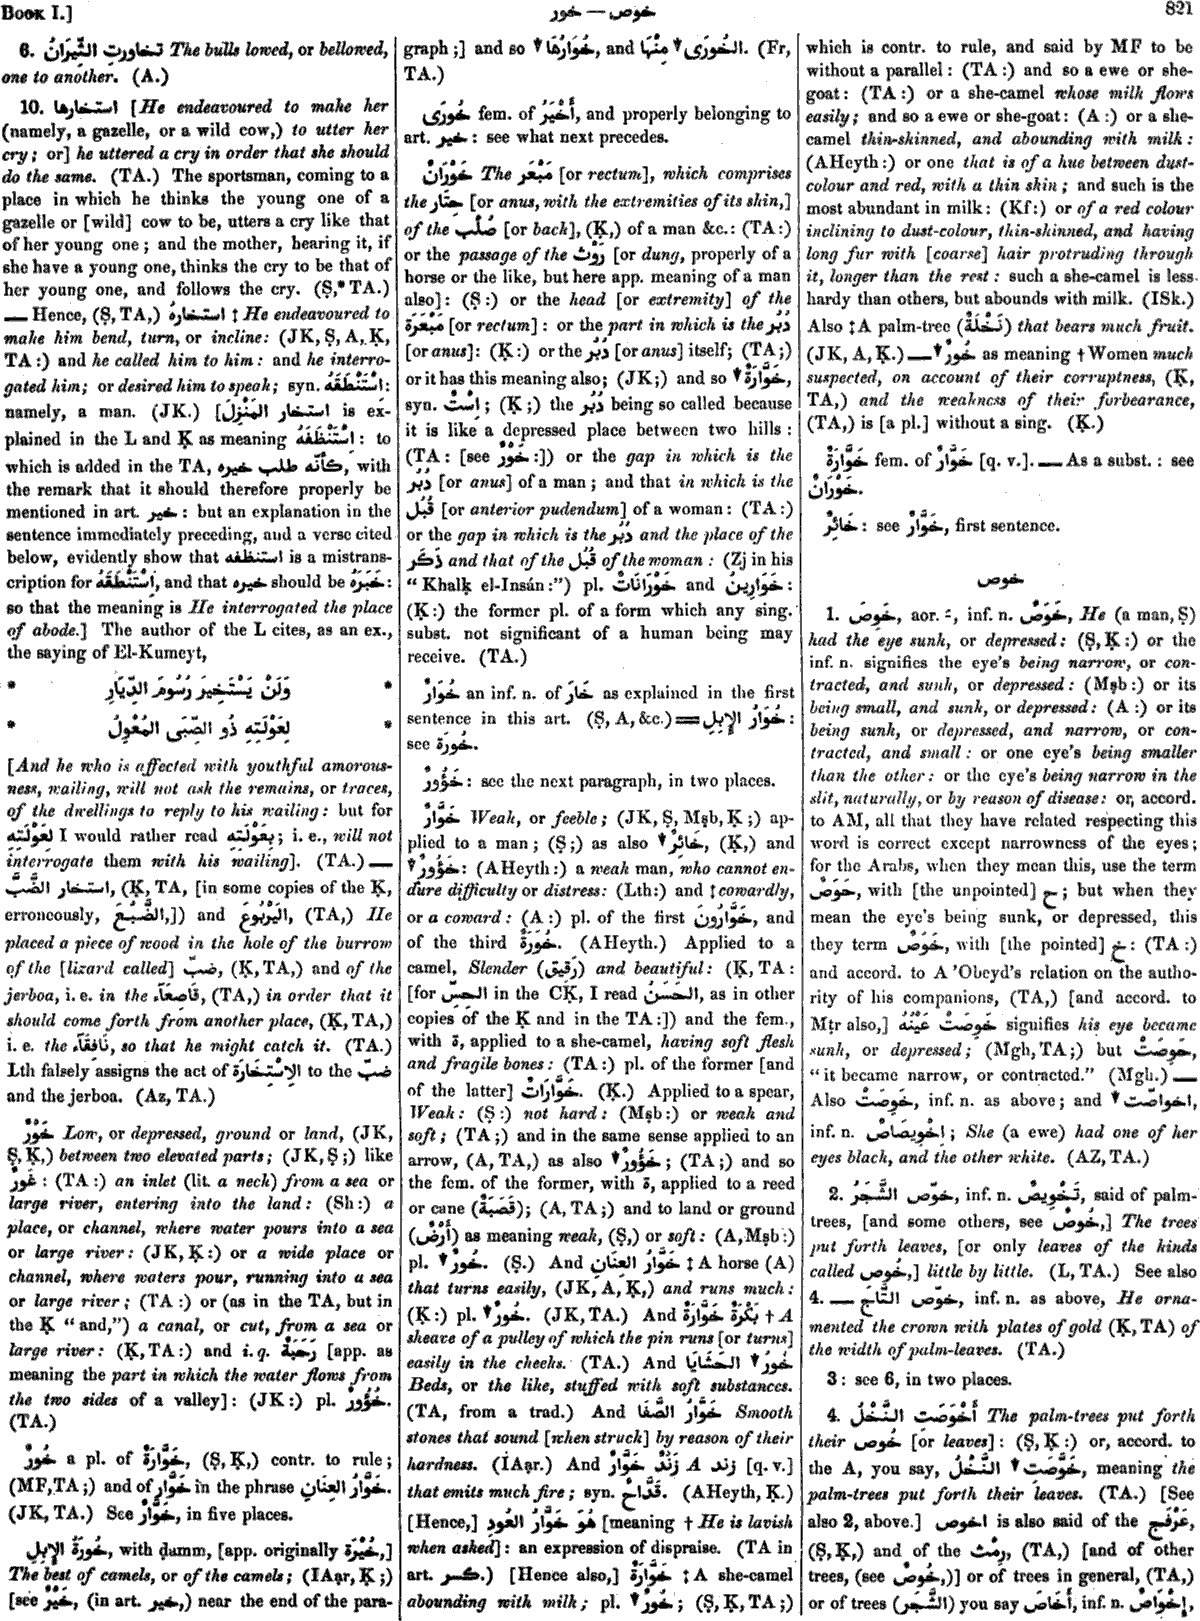 BOOK I.]
خوص — خور
821
6. تخاورتِ الثِّيرَانُ The bulls lowed, or bellowed,
one to another. (A.)
10. استخارها [He endeavoured to make her
(namely, a gazelle, or a wild cow,) to utter her
cry; or] he uttered a cry in order that she should
do the same. (TA.) The sportsman, coming to a
place in which he thinks the young one of a
gazelle or [wild] cow to be, utters a cry like that
of her young one; and the mother, hearing it, if
she have a young one, thinks the cry to be that of
her young one, and follows the cry. (Ṣ,* TA.)
— Hence, (Ṣ, TA,) استخارهُ ‡ He endeavoured to
make him bend, turn, or incline: (JK, Ṣ, A, Ḳ,
TA:) and he called him to him: and he interro-
gated him; or desired him to speak; syn. اسْتَنْطَقَهُ:
namely, a man. (JK.) [استخار المَنْزِلَ is ex-
plained in the L and Ḳ as meaning اسْتَنْظَفَهُ: to
which is added in the TA, كأنّه طلب خيره, with
the remark that it should therefore properly be
mentioned in art. خير: but an explanation in the
sentence immediately preceding, and a verse cited
below, evidently show that استنظفه is a mistrans-
cription for اسْتَنْطَقَهُ, and that خيره should be خَبَرَهُ:
so that the meaning is He interrogated the place
of abode.] The author of the L cites, as an ex.,
the saying of El-Kumeyt,
* وَلَنْ يَسْتَخِيرَ رُسُومَ الدِّيَارِ *
* لِعَوْلَتِهِ ذُو الصِّبَى المُعْوِلُ *
[And he who is affected with youthful amorous-
ness, wailing, will not ask the remains, or traces,
of the dwellings to reply to his wailing: but for
لِعَوْلَتِهِ I would rather read بِعَوْلَتِهِ; i. e., will not
interrogate them with his wailing]. (TA.) —
استخار الضَّبَّ, (Ḳ, TA, [in some copies of the Ḳ,
erroneously, الضَّبُعَ,]) and اليَرْبُوعَ, (TA,) He
placed a piece of wood in the hole of the burrow
of the [lizard called] ضبّ, (Ḳ, TA,) and of the
jerboa, i. e. in the قَاصِعَآء, (TA,) in order that it
should come forth from another place, (Ḳ, TA,)
i. e. the نَافِقَآء, so that he might catch it. (TA.)
Lth falsely assigns the act of الاِسْتِخَارَة to the ضبّ
and the jerboa. (Az, TA.)
خَوْرٌ Low, or depressed, ground or land, (JK,
Ṣ, Ḳ,) between two elevated parts; (JK, Ṣ;) like
غَوْرٌ: (TA:) an inlet (lit. a neck) from a sea or
large river, entering into the land: (Sh:) a
place, or channel, where water pours into a sea
or large river: (JK, Ḳ:) or a wide place or
channel, where waters pour, running into a sea
or large river; (TA:) or (as in the TA, but in
the Ḳ “and,”) a canal, or cut, from a sea or
large river: (Ḳ, TA:) and i. q. رَحَبَةٌ [app. as
meaning the part in which the water flows from
the two sides of a valley]: (JK:) pl. خُؤُورٌ.
(TA.)
خُورٌ a pl. of خَوَّارَةٌ, (Ṣ, Ḳ,) contr. to rule;
(MF, TA;) and of خَوَّار in the phrase خَوَّارُ العِنَانِ.
(JK, TA.) See خَوَّارٌ, in five places.
خُورَةُ الإِبِلِ, with ḍamm, [app. originally خُيْرَة,]
The best of camels, or of the camels; (IAạr, Ḳ;)
[see خَيْرٌ, (in art. خير,) near the end of the para-
graph;] and so خُوَارُهَا ▼, and الخُورَى ▼ مِنْهَا. (Fr,
TA.)
خُورَى fem. of أَخْيَرُ, and properly belonging to
art. خير: see what next precedes.
خَوْرَانٌ The مَبْعَر [or rectum], which comprises
the حِتَار [or anus, with the extremities of its skin,]
of the صُلْب [or back], (Ḳ,) of a man &c.: (TA:)
or the passage of the رَوْث [or dung, properly of a
horse or the like, but here app. meaning of a man
also]: (Ṣ:) or the head [or extremity] of the
مَبْعَرَة [or rectum]: or the part in which is the دُبُر
[or anus]: (Ḳ:) or the دُبُر [or anus] itself; (TA;)
or it has this meaning also; (JK;) and so خَوَّارَةٌ ▼,
syn. اسْتٌ; (Ḳ;) the دُبُر being so called because
it is like a depressed place between two hills:
(TA: [see خَوْرٌ:]) or the gap in which is the
دُبُر [or anus] of a man; and that in which is the
قُبُل [or anterior pudendum] of a woman: (TA:)
or the gap in which is the دُبُر and the place of the
ذَكَر and that of the قُبُل of the woman: (Zj in his
“Khalḳ el-Insán:”) pl. خَوْرَانَاتٌ and خَوَارِينُ:
(Ḳ:) the former pl. of a form which any sing.
subst. not significant of a human being may
receive. (TA.)
خُوَارٌ an inf. n. of خَارَ as explained in the first
sentence in this art. (Ṣ, A, &c.) = خُوَارُ الإِبِلِ:
see خُورَة.
خَؤُورٌ: see the next paragraph, in two places.
خَوَّارٌ Weak, or feeble; (JK, Ṣ, Mṣb, Ḳ;) ap-
plied to a man; (Ṣ;) as also خَائِرٌ ▼, (Ḳ,) and
خَؤُورٌ ▼: (AHeyth:) a weak man, who cannot en-
dure difficulty or distress: (Lth:) and ‡ cowardly,
or a coward: (A:) pl. of the first خَوَّارُونَ, and
of the third خَوَرَةٌ. (AHeyth.) Applied to a
camel, Slender (رَقِيق) and beautiful: (Ḳ, TA:
[for الحسّ in the CḲ, I read الحَسَنُ, as in other
copies of the Ḳ and in the TA:]) and the fem.,
with ة, applied to a she-camel, having soft flesh
and fragile bones: (TA:) pl. of the former [and
of the latter] خَوَّارَاتٌ. (Ḳ.) Applied to a spear,
Weak: (Ṣ:) not hard: (Mṣb:) or weak and
soft; (TA;) and in the same sense applied to an
arrow, (A, TA,) as also خَؤُورٌ ▼; (TA;) and so
the fem. of the former, with ة, applied to a reed
or cane (قَصَبَةٌ); (A, TA;) and to land or ground
(أَرْضٌ) as meaning weak, (Ṣ,) or soft: (A, Mṣb:)
pl. خُورٌ ▼. (Ṣ.) And خَوَّارُ العِنَانِ ‡ A horse (A)
that turns easily, (JK, A, Ḳ,) and runs much:
(Ḳ:) pl. خُورٌ ▼. (JK, TA.) And بَكْرَةٌ خَوَّارَةٌ † A
sheave of a pulley of which the pin runs [or turns]
easily in the cheeks. (TA.) And خُورُ ▼ الحَشَايَا
Beds, or the like, stuffed with soft substances.
(TA, from a trad.) And خَوَّارُ الصَّفَا Smooth
stones that sound [when struck] by reason of their
hardness. (IAạr.) And زَنْدٌ خَوَّارٌ A زند [q. v.]
that emits much fire; syn. قَدَّاحٌ. (AHeyth, Ḳ.)
[Hence,] هُوَ خَوَّارُ العُودِ [meaning † He is lavish
when asked]: an expression of dispraise. (TA in
art. كسر.) [Hence also,] خَوَّارَةٌ ‡ A she-camel
abounding with milk; pl. خُورٌ ▼; (Ṣ, Ḳ, TA;)
which is contr. to rule, and said by MF to be
without a parallel: (TA:) and so a ewe or she-
goat: (TA:) or a she-camel whose milk flows
easily; and so a ewe or she-goat: (A:) or a she-
camel thin-skinned, and abounding with milk:
(AHeyth:) or one that is of a hue between dust-
colour and red, with a thin skin; and such is the
most abundant in milk: (Kf:) or of a red colour
inclining to dust-colour, thin-skinned, and having
long fur with [coarse] hair protruding through
it, longer than the rest: such a she-camel is less
hardy than others, but abounds with milk. (ISk.)
Also ‡ A palm-tree (نَخْلَةٌ) that bears much fruit.
(JK, A, Ḳ.) — خُورٌ ▼ as meaning † Women much
suspected, on account of their corruptness, (Ḳ,
TA,) and the weakness of their forbearance,
(TA,) is [a pl.] without a sing. (Ḳ.)
خَوَّارَةٌ fem. of خَوَّارٌ [q. v.]. — As a subst.: see
خَوْرَانٌ.
خَائِرٌ: see خَوَّارٌ, first sentence.
خوص
1. خَوِصَ, aor. ـَ, inf. n. خَوَصٌ, He (a man, Ṣ)
had the eye sunk, or depressed: (Ṣ, Ḳ:) or the
inf. n. signifies the eye's being narrow, or con-
tracted, and sunk, or depressed: (Mṣb:) or its
being small, and sunk, or depressed: (A:) or its
being sunk, or depressed, and narrow, or con-
tracted, and small: or one eye's being smaller
than the other: or the eye's being narrow in the
slit, naturally, or by reason of disease: or, accord.
to AM, all that they have related respecting this
word is correct except narrowness of the eyes;
for the Arabs, when they mean this, use the term
حَوَصٌ, with [the unpointed] ح; but when they
mean the eye's being sunk, or depressed, this
they term خَوَصٌ, with [the pointed] خ: (TA:)
and accord. to A 'Obeyd's relation on the autho-
rity of his companions, (TA,) [and accord. to
Mṭr also,] خَوِصَتْ عَيْنُهُ signifies his eye became
sunk, or depressed; (Mgh, TA;) but حَوِصَتْ,
“it became narrow, or contracted.” (Mgh.) —
Also خَوِصَتْ, inf. n. as above; and اخواصّت ▼,
inf. n. اخْوِيصَاصٌ; She (a ewe) had one of her
eyes black, and the other white. (AZ, TA.)
2. خوّص الشَّجَرُ, inf. n. تَخْوِيصٌ, said of palm-
trees, [and some others, see خُوصٌ,] The trees
put forth leaves, [or only leaves of the kinds
called خُوص,] little by little. (L, TA.) See also
4. — خوّص التَّاجَ, inf. n. as above, He orna-
mented the crown with plates of gold (Ḳ, TA) of
the width of palm-leaves. (TA.)
3: see 6, in two places.
4. أَخْوَصَتِ النَّخْلُ The palm-trees put forth
their خُوص [or leaves]: (Ṣ, Ḳ:) or, accord. to
the A, you say, خَوَّصَتِ ▼ النَّخْلُ, meaning the
palm-trees put forth their leaves. (TA.) [See
also 2, above.] اخوص is also said of the عَرْفَج,
(Ṣ, Ḳ,) and of the رِمْث, (TA,) [and of other
trees, (see خُوصٌ,)] or of trees in general, (TA,)
or of trees (الشَّجَر) you say أَخَاصَ, inf. n. إِخْوَاصٌ,